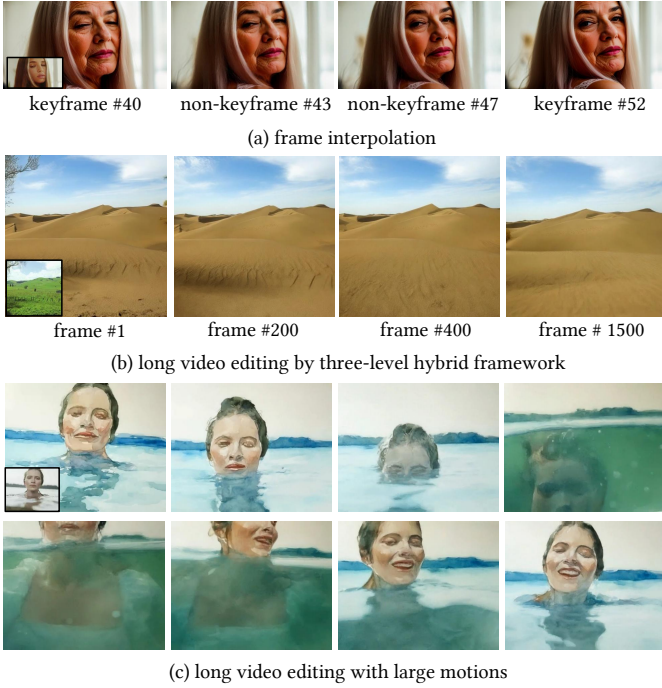 keyframe #40 non-keyframe #43 non-keyframe #47 keyframe #52
(a) frame interpolation
frame #1 frame #200 frame #400 frame # 1500
(b) long video editing by three-level hybrid framework
(c) long video editing with large motions